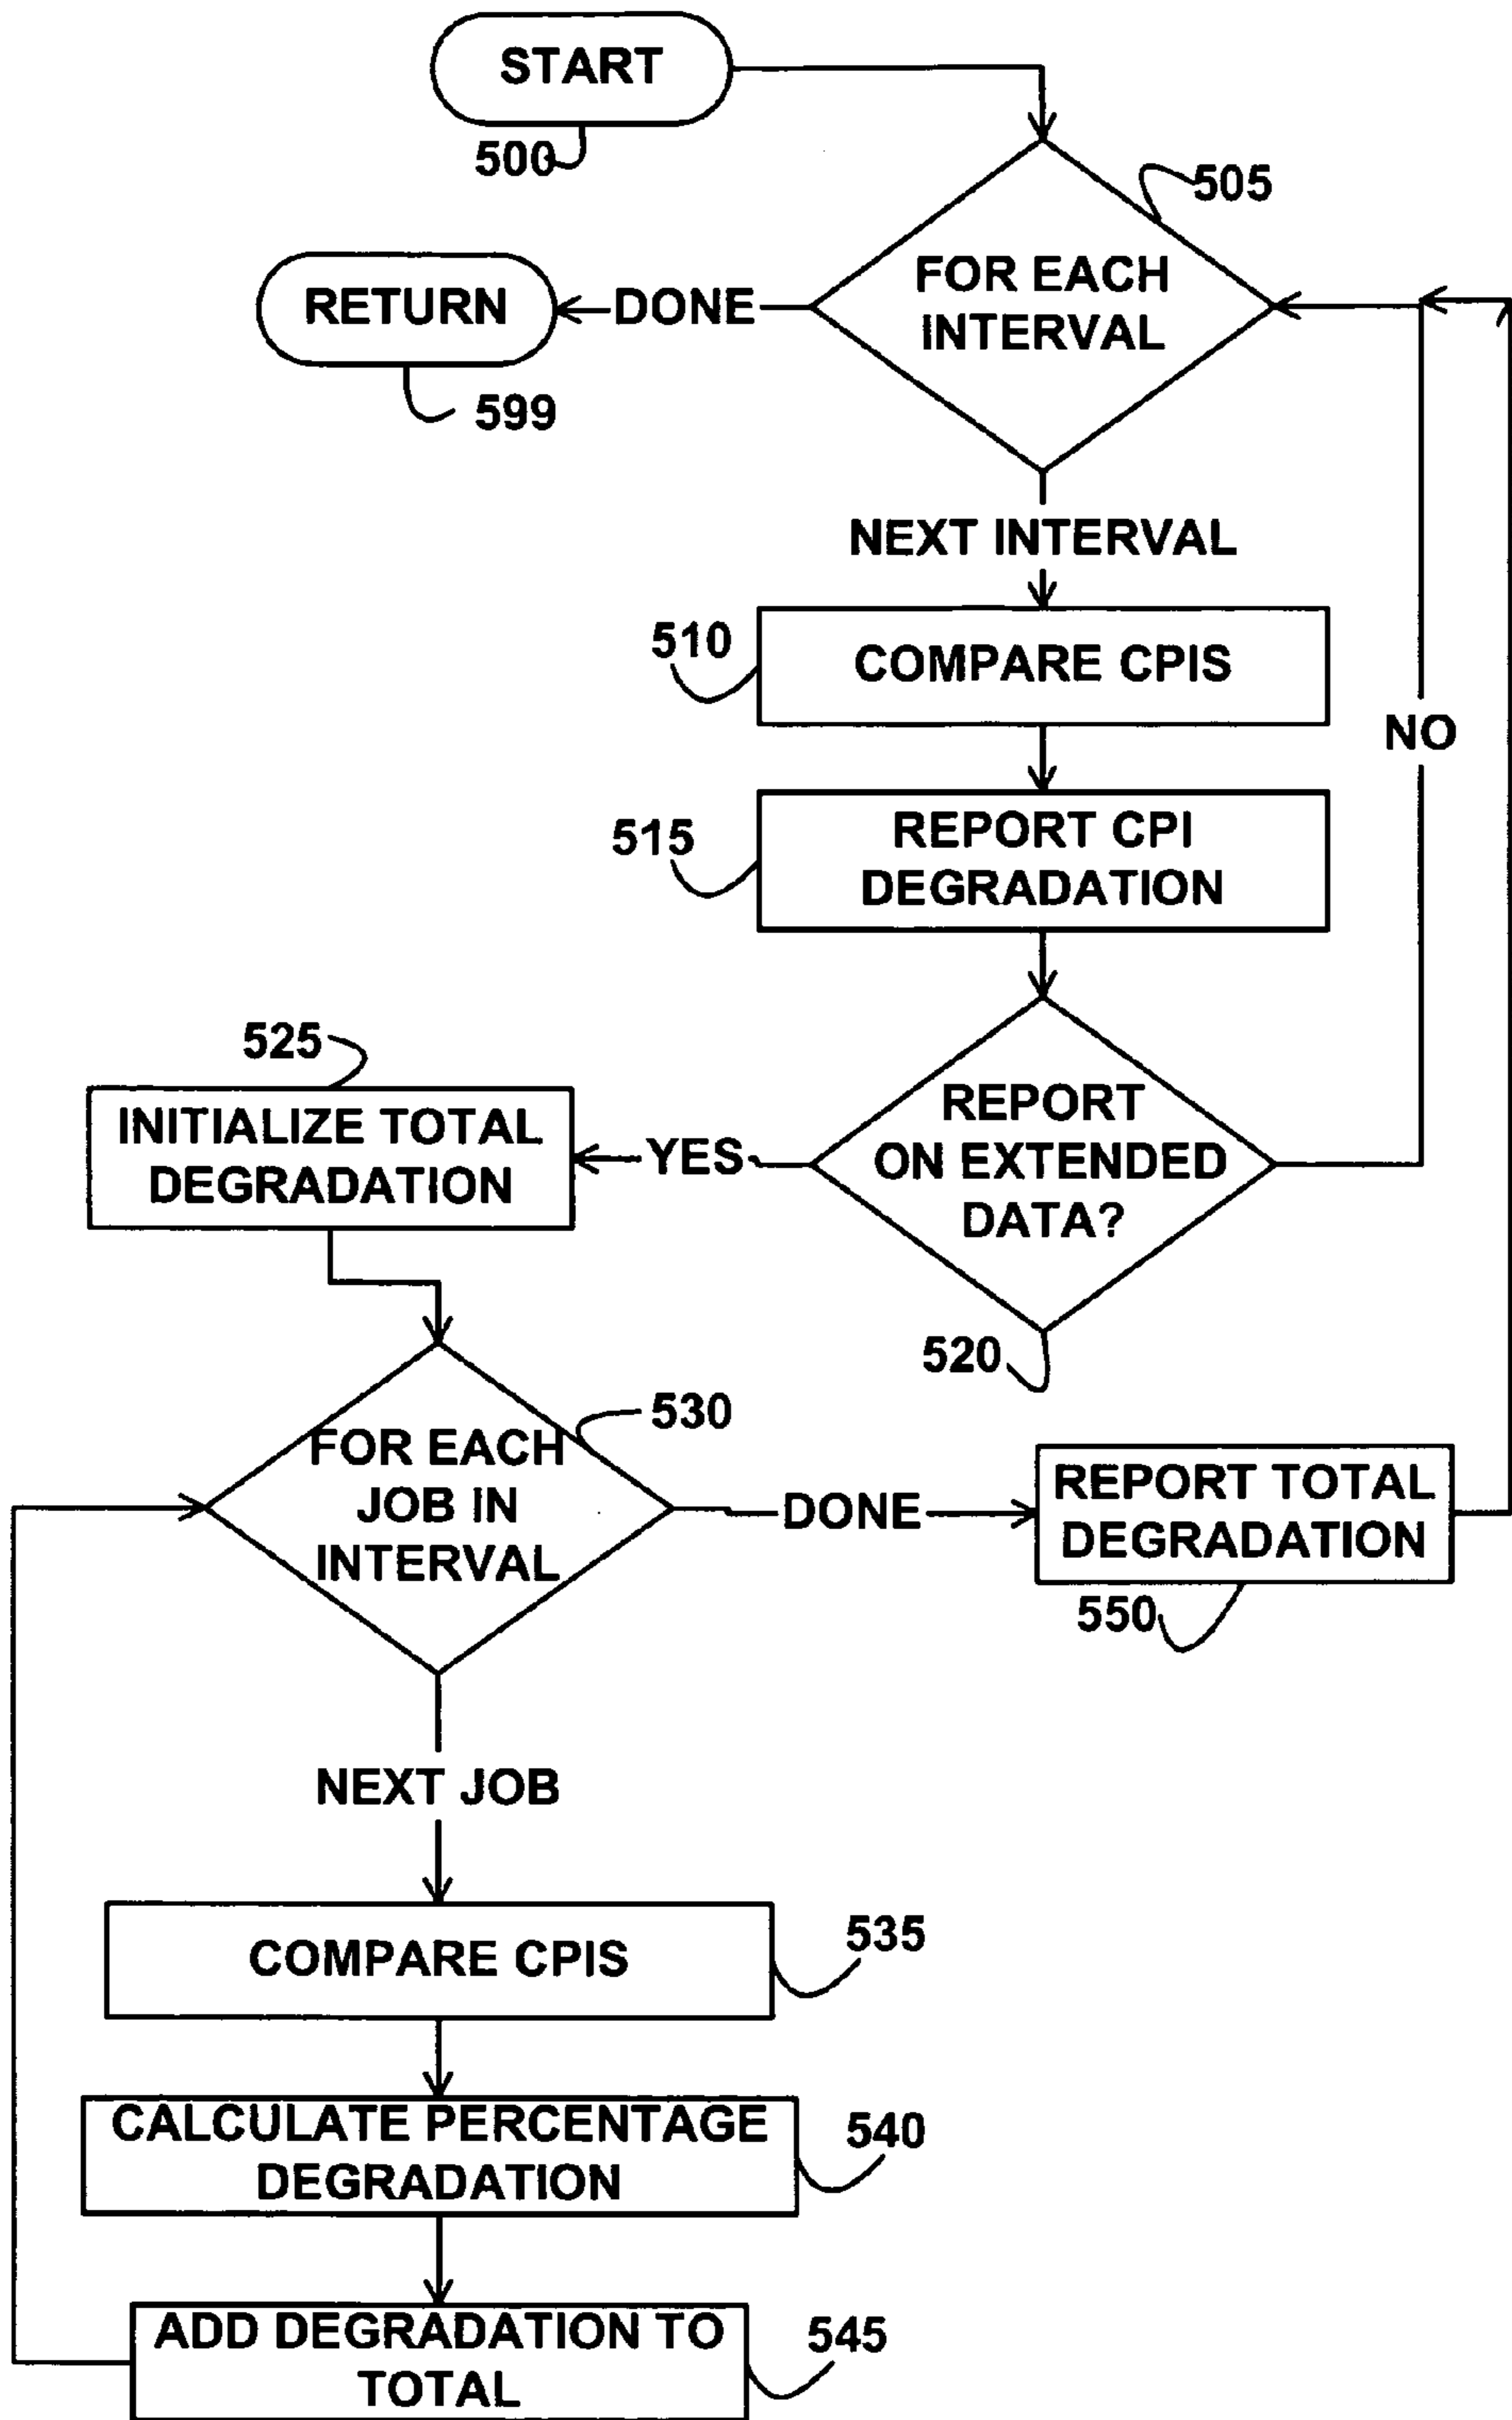 START
500
505
FOR EACH
INTERVAL
DONE
RETURN
599
NEXT INTERVAL
510
COMPARE CPIS
NO
515
REPORT CPI
DEGRADATION
525
INITIALIZE TOTAL
DEGRADATION
YES
REPORT
ON EXTENDED
DATA?
520
530
FOR EACH
JOB IN
INTERVAL
DONE
REPORT TOTAL
DEGRADATION
550
NEXT JOB
COMPARE CPIS
535
CALCULATE PERCENTAGE
DEGRADATION
540
ADD DEGRADATION TO
TOTAL
545